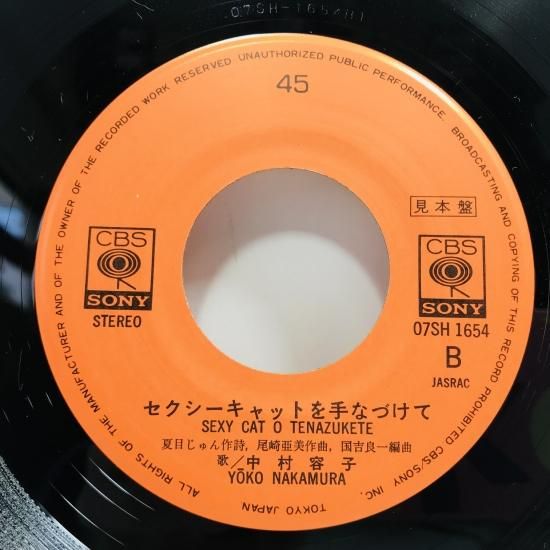 07SH-1654B1
ALL RIGHTS OF THE MANUFACTURER AND OF THE OWNER OF THE RECORDED WORK RESERVED UNAUTHORIZED PUBLIC PERFORMANCE. BROADCASTING AND COPYING OF THIS RECORD PROHIBITED CBS/SONY INC.
TOKYO JAPAN
45
見本盤
CBS
SONY
STEREO
CBS
SONY
07SH 1654
B
JASRAC
セクシーキャットを手なづけて
SEXY CAT O TENAZUKETE
夏目じゅん作詩,尾崎亜美作曲,国吉良一編曲
歌/中村容子
YŌKO NAKAMURA